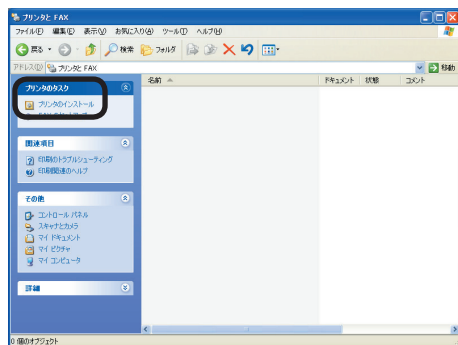 プリンタと FAX
ファイル(F) 編集(E) 表示(V) お気に入り(A) ツール(T) ヘルプ(H)
戻る 検索 フォルダ
アドレス(D) プリンタと FAX 移動
名前 ドキュメント 状態 コメント
プリンタのタスク
プリンタのインストール
関連項目
印刷のトラブルシューティング
印刷関連のヘルプ
その他
コントロール パネル
スキャナとカメラ
マイ ドキュメント
マイ ピクチャ
マイ コンピュータ
詳細
0 個のオブジェクト